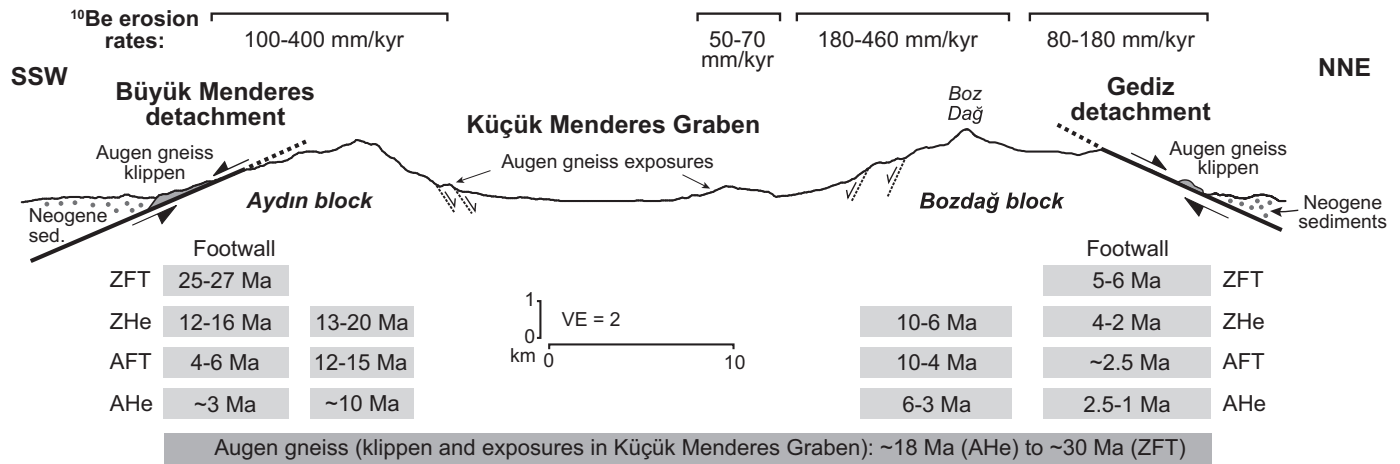 10Be erosion
rates:
100-400 mm/kyr
50-70
mm/kyr
180-460 mm/kyr
80-180 mm/kyr
SSW
NNE
Büyük Menderes
detachment
Küçük Menderes Graben
Boz
Dağ
Gediz
detachment
Augen gneiss
klippen
Augen gneiss exposures
Augen gneiss
klippen
Neogene
sed.
Aydın block
Bozdağ block
Neogene
sediments
Footwall
Footwall
ZFT 25-27 Ma 5-6 Ma ZFT
ZHe 12-16 Ma 13-20 Ma 10-6 Ma 4-2 Ma ZHe
AFT 4-6 Ma 12-15 Ma 10-4 Ma ~2.5 Ma AFT
AHe ~3 Ma ~10 Ma 6-3 Ma 2.5-1 Ma AHe
1
0
km
VE = 2
0 10
Augen gneiss (klippen and exposures in Küçük Menderes Graben): ~18 Ma (AHe) to ~30 Ma (ZFT)